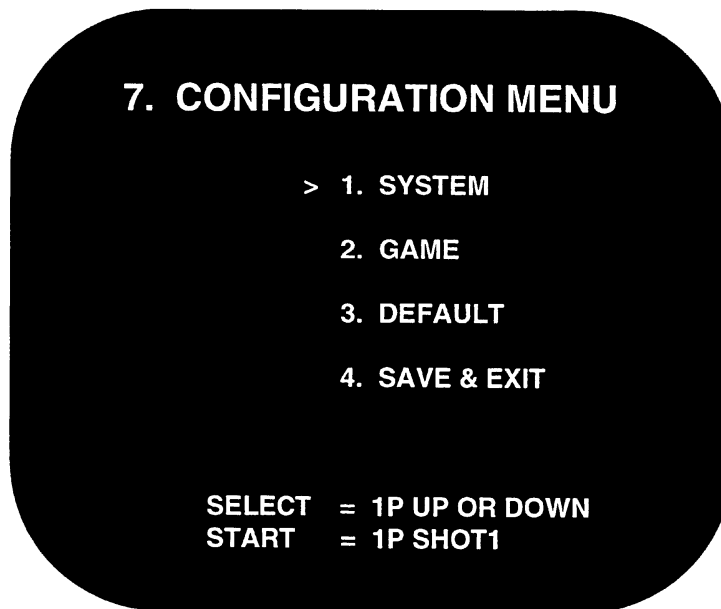 7. CONFIGURATION MENU
> 1. SYSTEM
2. GAME
3. DEFAULT
4. SAVE & EXIT
SELECT = 1P UP OR DOWN
START = 1P SHOT1